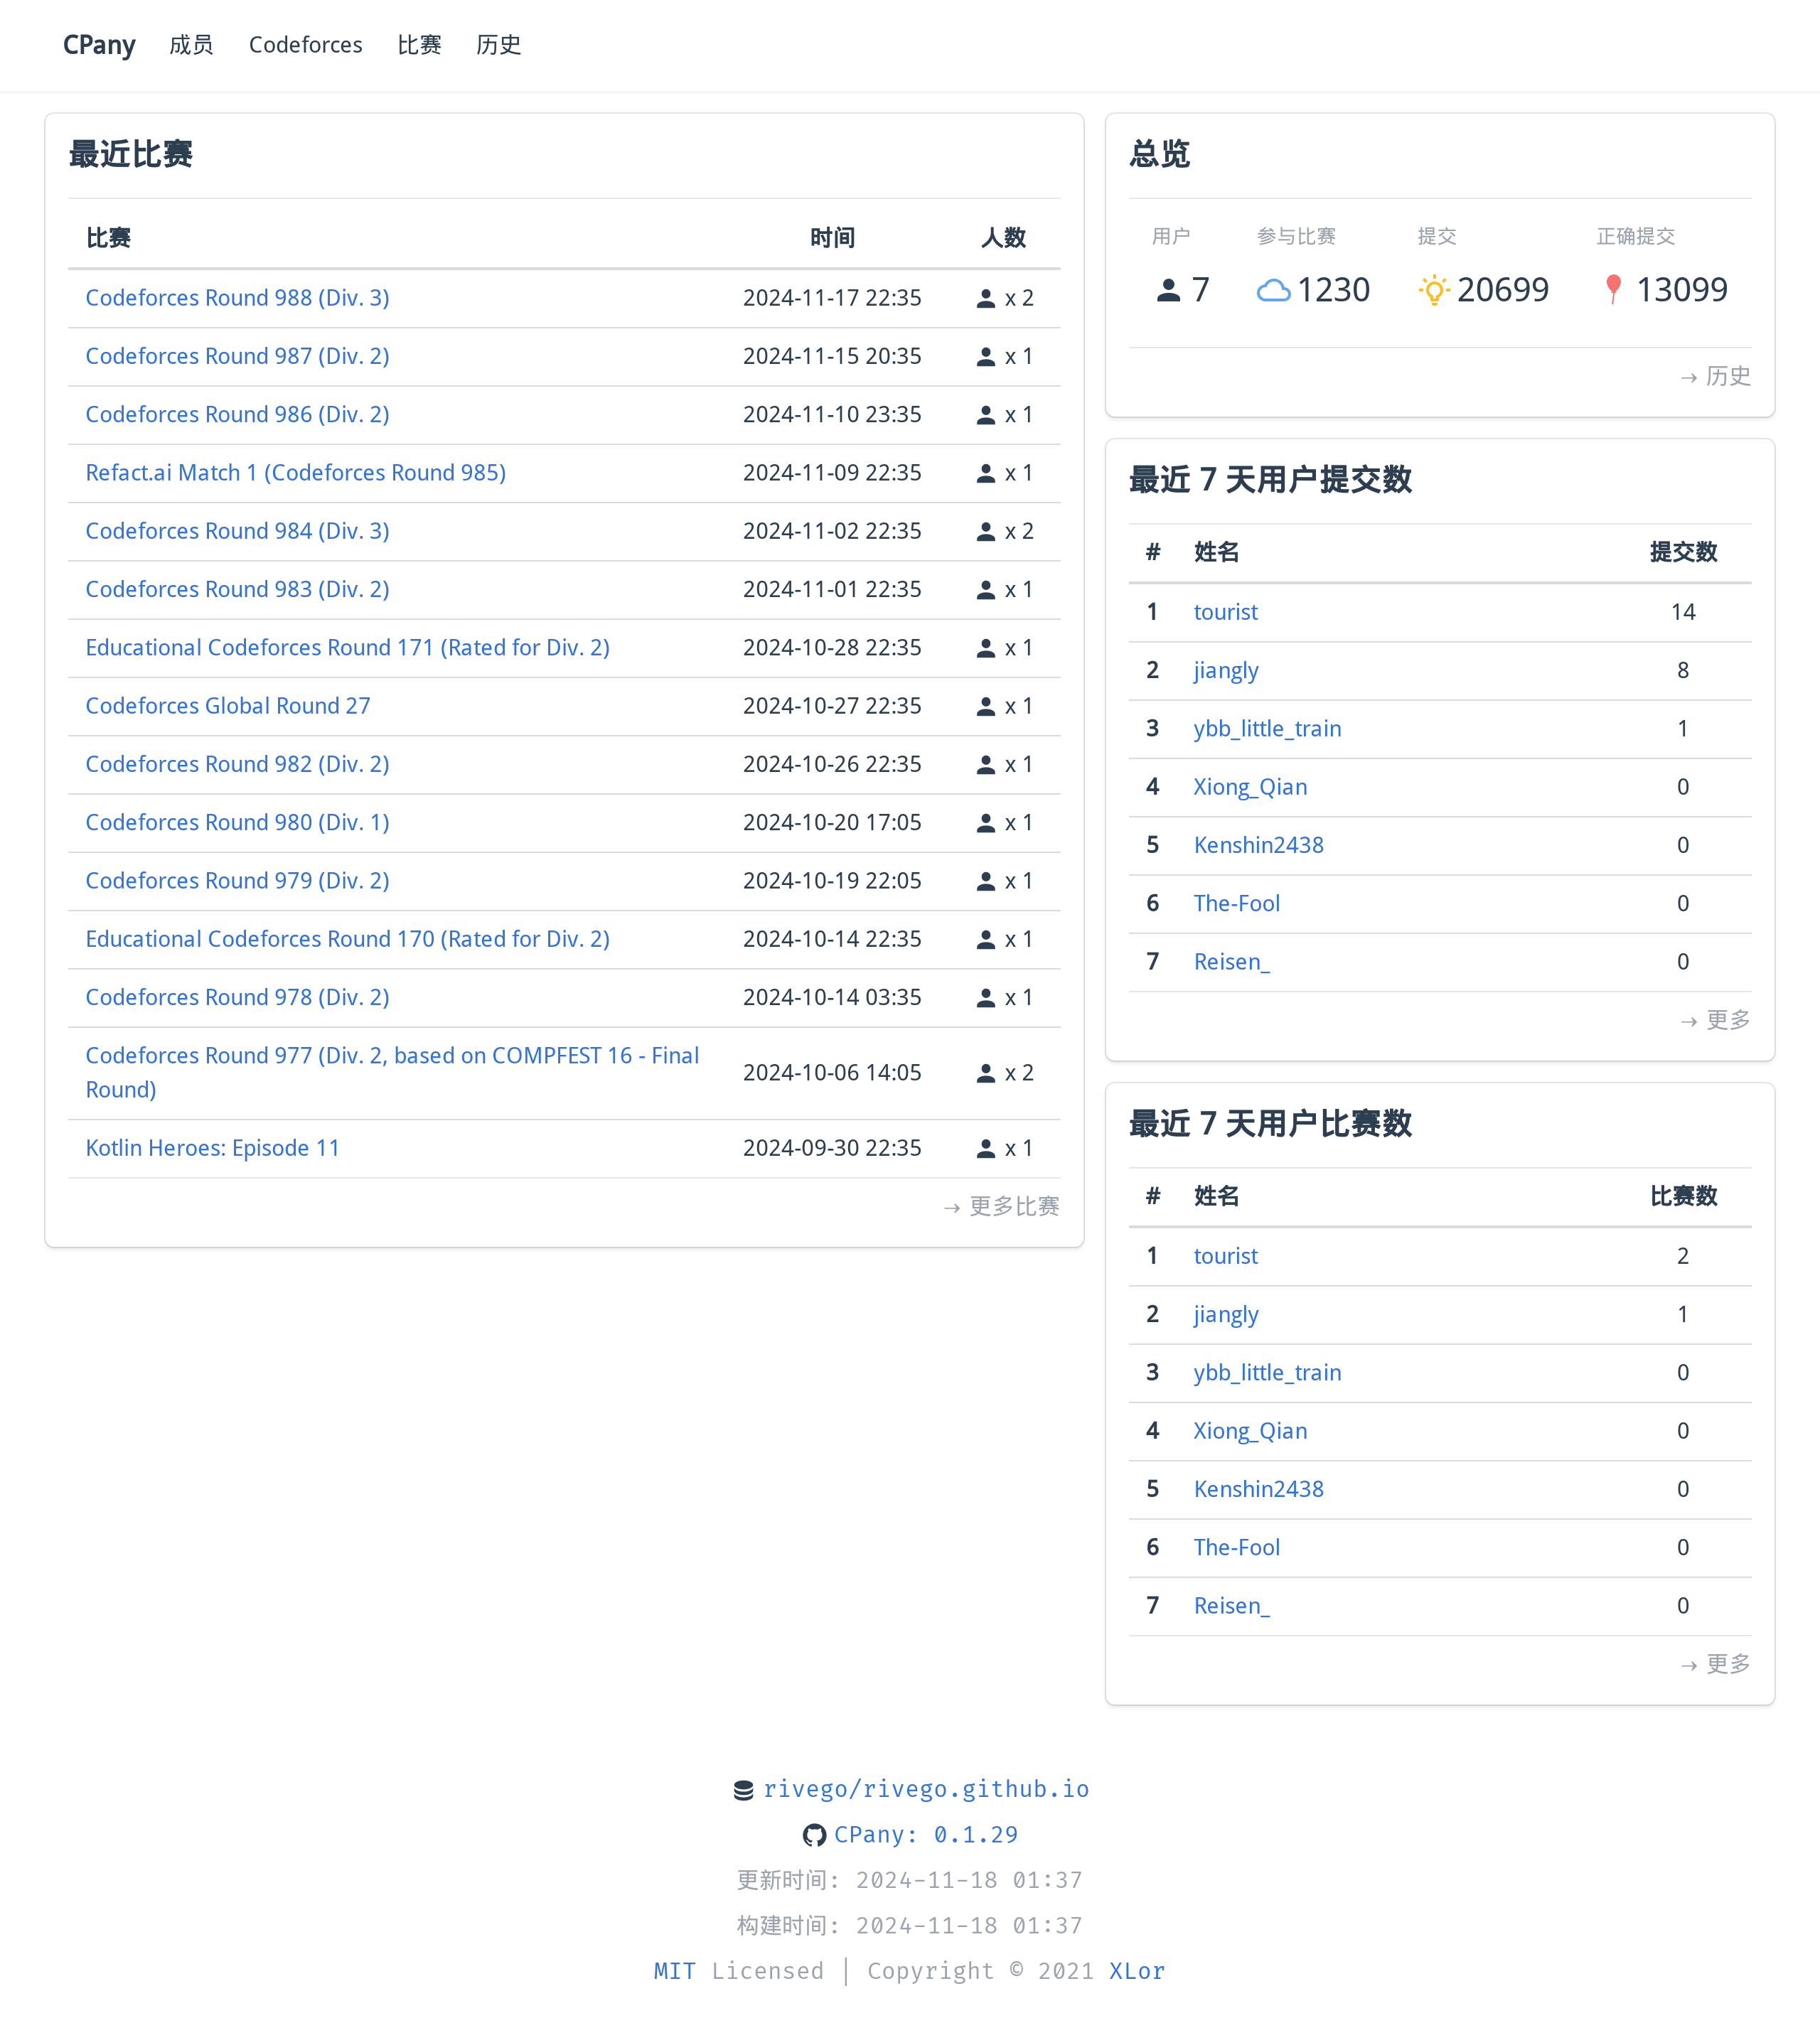 CPany 成员 Codeforces 比赛 历史
最近比赛
比赛 时间 人数
Codeforces Round 988 (Div. 3) 2024-11-17 22:35 x 2
Codeforces Round 987 (Div. 2) 2024-11-15 20:35 x 1
Codeforces Round 986 (Div. 2) 2024-11-10 23:35 x 1
Refact.ai Match 1 (Codeforces Round 985) 2024-11-09 22:35 x 1
Codeforces Round 984 (Div. 3) 2024-11-02 22:35 x 2
Codeforces Round 983 (Div. 2) 2024-11-01 22:35 x 1
Educational Codeforces Round 171 (Rated for Div. 2) 2024-10-28 22:35 x 1
Codeforces Global Round 27 2024-10-27 22:35 x 1
Codeforces Round 982 (Div. 2) 2024-10-26 22:35 x 1
Codeforces Round 980 (Div. 1) 2024-10-20 17:05 x 1
Codeforces Round 979 (Div. 2) 2024-10-19 22:05 x 1
Educational Codeforces Round 170 (Rated for Div. 2) 2024-10-14 22:35 x 1
Codeforces Round 978 (Div. 2) 2024-10-14 03:35 x 1
Codeforces Round 977 (Div. 2, based on COMPFEST 16 - Final
Round) 2024-10-06 14:05 x 2
Kotlin Heroes: Episode 11 2024-09-30 22:35 x 1
→ 更多比赛
总览
用户 参与比赛 提交 正确提交
7 1230 20699 13099
→ 历史
最近 7 天用户提交数
# 姓名 提交数
1 tourist 14
2 jiangly 8
3 ybb_little_train 1
4 Xiong_Qian 0
5 Kenshin2438 0
6 The-Fool 0
7 Reisen_ 0
→ 更多
最近 7 天用户比赛数
# 姓名 比赛数
1 tourist 2
2 jiangly 1
3 ybb_little_train 0
4 Xiong_Qian 0
5 Kenshin2438 0
6 The-Fool 0
7 Reisen_ 0
→ 更多
rivego/rivego.github.io
CPany: 0.1.29
更新时间: 2024-11-18 01:37
构建时间: 2024-11-18 01:37
MIT Licensed | Copyright © 2021 XLor